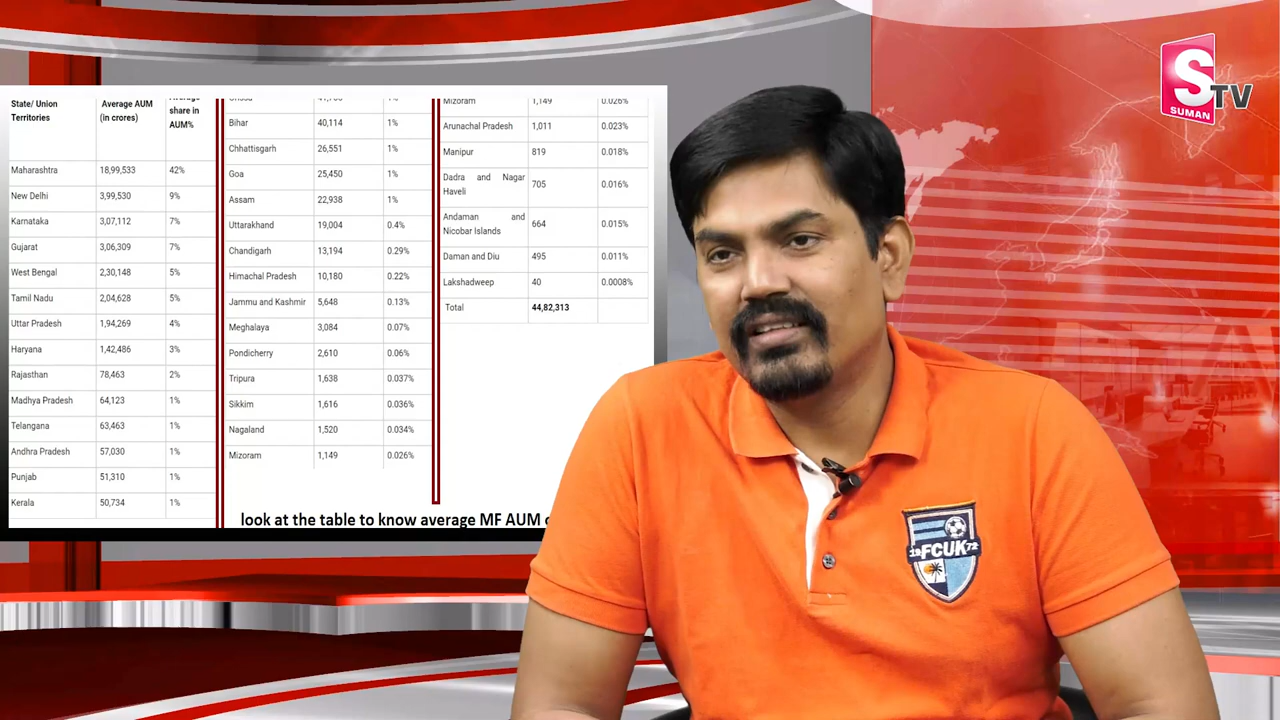 State/ Union Territories Average AUM (in crores) Average share in AUM%
Maharashtra 18,99,533 42%
New Delhi 3,99,530 9%
Karnataka 3,07,112 7%
Gujarat 3,06,309 7%
West Bengal 2,30,148 5%
Tamil Nadu 2,04,628 5%
Uttar Pradesh 1,94,269 4%
Haryana 1,42,486 3%
Rajasthan 78,463 2%
Madhya Pradesh 64,123 1%
Telangana 63,463 1%
Andhra Pradesh 57,030 1%
Punjab 51,310 1%
Kerala 50,734 1%
Bihar 40,114 1%
Chhattisgarh 26,551 1%
Goa 25,450 1%
Assam 22,938 1%
Uttarakhand 19,004 0.4%
Chandigarh 13,194 0.29%
Himachal Pradesh 10,180 0.22%
Jammu and Kashmir 5,648 0.13%
Meghalaya 3,084 0.07%
Pondicherry 2,610 0.06%
Tripura 1,638 0.037%
Sikkim 1,616 0.036%
Nagaland 1,520 0.034%
Mizoram 1,149 0.026%
Mizoram 1,149 0.026%
Arunachal Pradesh 1,011 0.023%
Manipur 819 0.018%
Dadra and Nagar Haveli 705 0.016%
Andaman and Nicobar Islands 664 0.015%
Daman and Diu 495 0.011%
Lakshadweep 40 0.0008%
Total 44,82,313
look at the table to know average MF AUM
S TV
SUMAN
19 FCUK 72